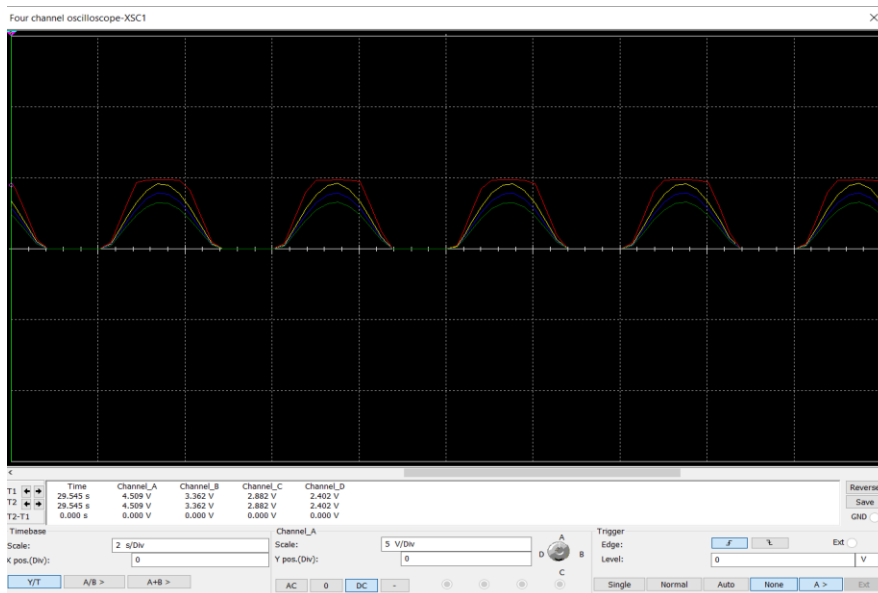 Four channel oscilloscope-XSC1
Time Channel_A Channel_B Channel_C Channel_D
T1 29.545 s 4.509 V 3.362 V 2.882 V 2.402 V
T2 29.545 s 4.509 V 3.362 V 2.882 V 2.402 V
T2-T1 0.000 s 0.000 V 0.000 V 0.000 V 0.000 V
Reverse
Save
GND
Timebase
Scale: 2 s/Div
X pos.(Div): 0
Y/T A/B > A+B >
Channel_A
Scale: 5 V/Div
Y pos.(Div): 0
AC 0 DC -
A
D B
C
Trigger
Edge: Ext
Level: 0 V
Single Normal Auto None A > Ext